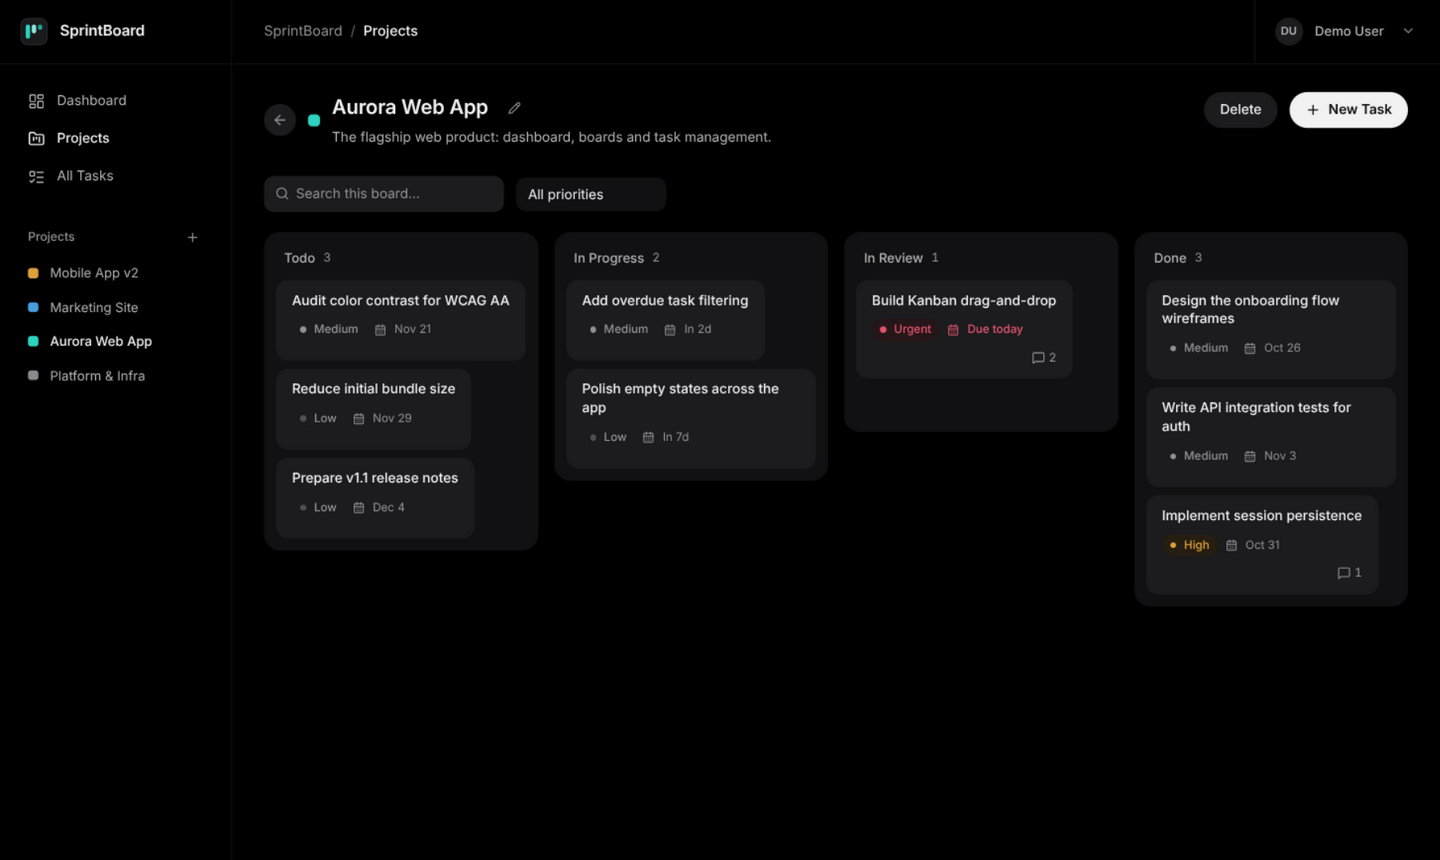 SprintBoard
SprintBoard / Projects
DU Demo User
Dashboard
Projects
All Tasks
Projects +
Mobile App v2
Marketing Site
Aurora Web App
Platform & Infra
Aurora Web App
The flagship web product: dashboard, boards and task management.
Delete
+ New Task
Search this board...
All priorities
Todo 3
Audit color contrast for WCAG AA
Medium Nov 21
Reduce initial bundle size
Low Nov 29
Prepare v1.1 release notes
Low Dec 4
In Progress 2
Add overdue task filtering
Medium In 2d
Polish empty states across the
app
Low In 7d
In Review 1
Build Kanban drag-and-drop
Urgent Due today
2
Done 3
Design the onboarding flow
wireframes
Medium Oct 26
Write API integration tests for
auth
Medium Nov 3
Implement session persistence
High Oct 31
1